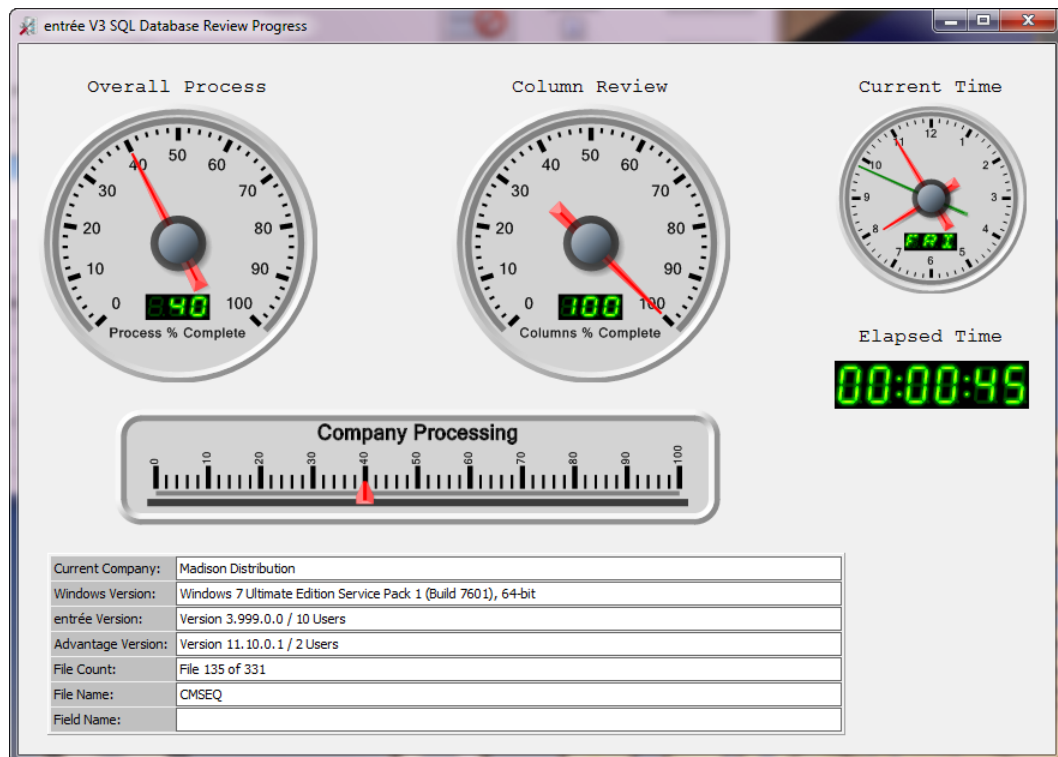 entrée V3 SQL Database Review Progress
Overall Process
Column Review
Current Time
0 10 20 30 40 50 60 70 80 90 100
40
Process % Complete
0 10 20 30 40 50 60 70 80 90 100
100
Columns % Complete
12 1 2 3 4 5 6 7 8 9 10 11
FRI
Elapsed Time
00:00:45
Company Processing
0 10 20 30 40 50 60 70 80 90 100
Current Company: Madison Distribution
Windows Version: Windows 7 Ultimate Edition Service Pack 1 (Build 7601), 64-bit
entrée Version: Version 3.999.0.0 / 10 Users
Advantage Version: Version 11.10.0.1 / 2 Users
File Count: File 135 of 331
File Name: CMSEQ
Field Name: